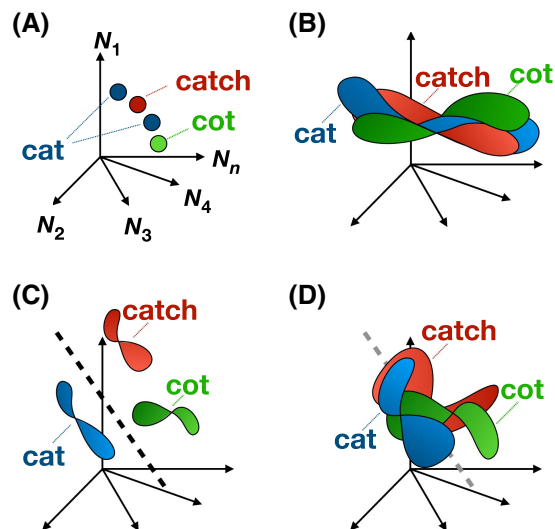 (A)
N1
catch
cat
cot
Nn
N4
N2
N3
(B)
cot
catch
cat
(C)
catch
cot
cat
(D)
catch
cot
cat